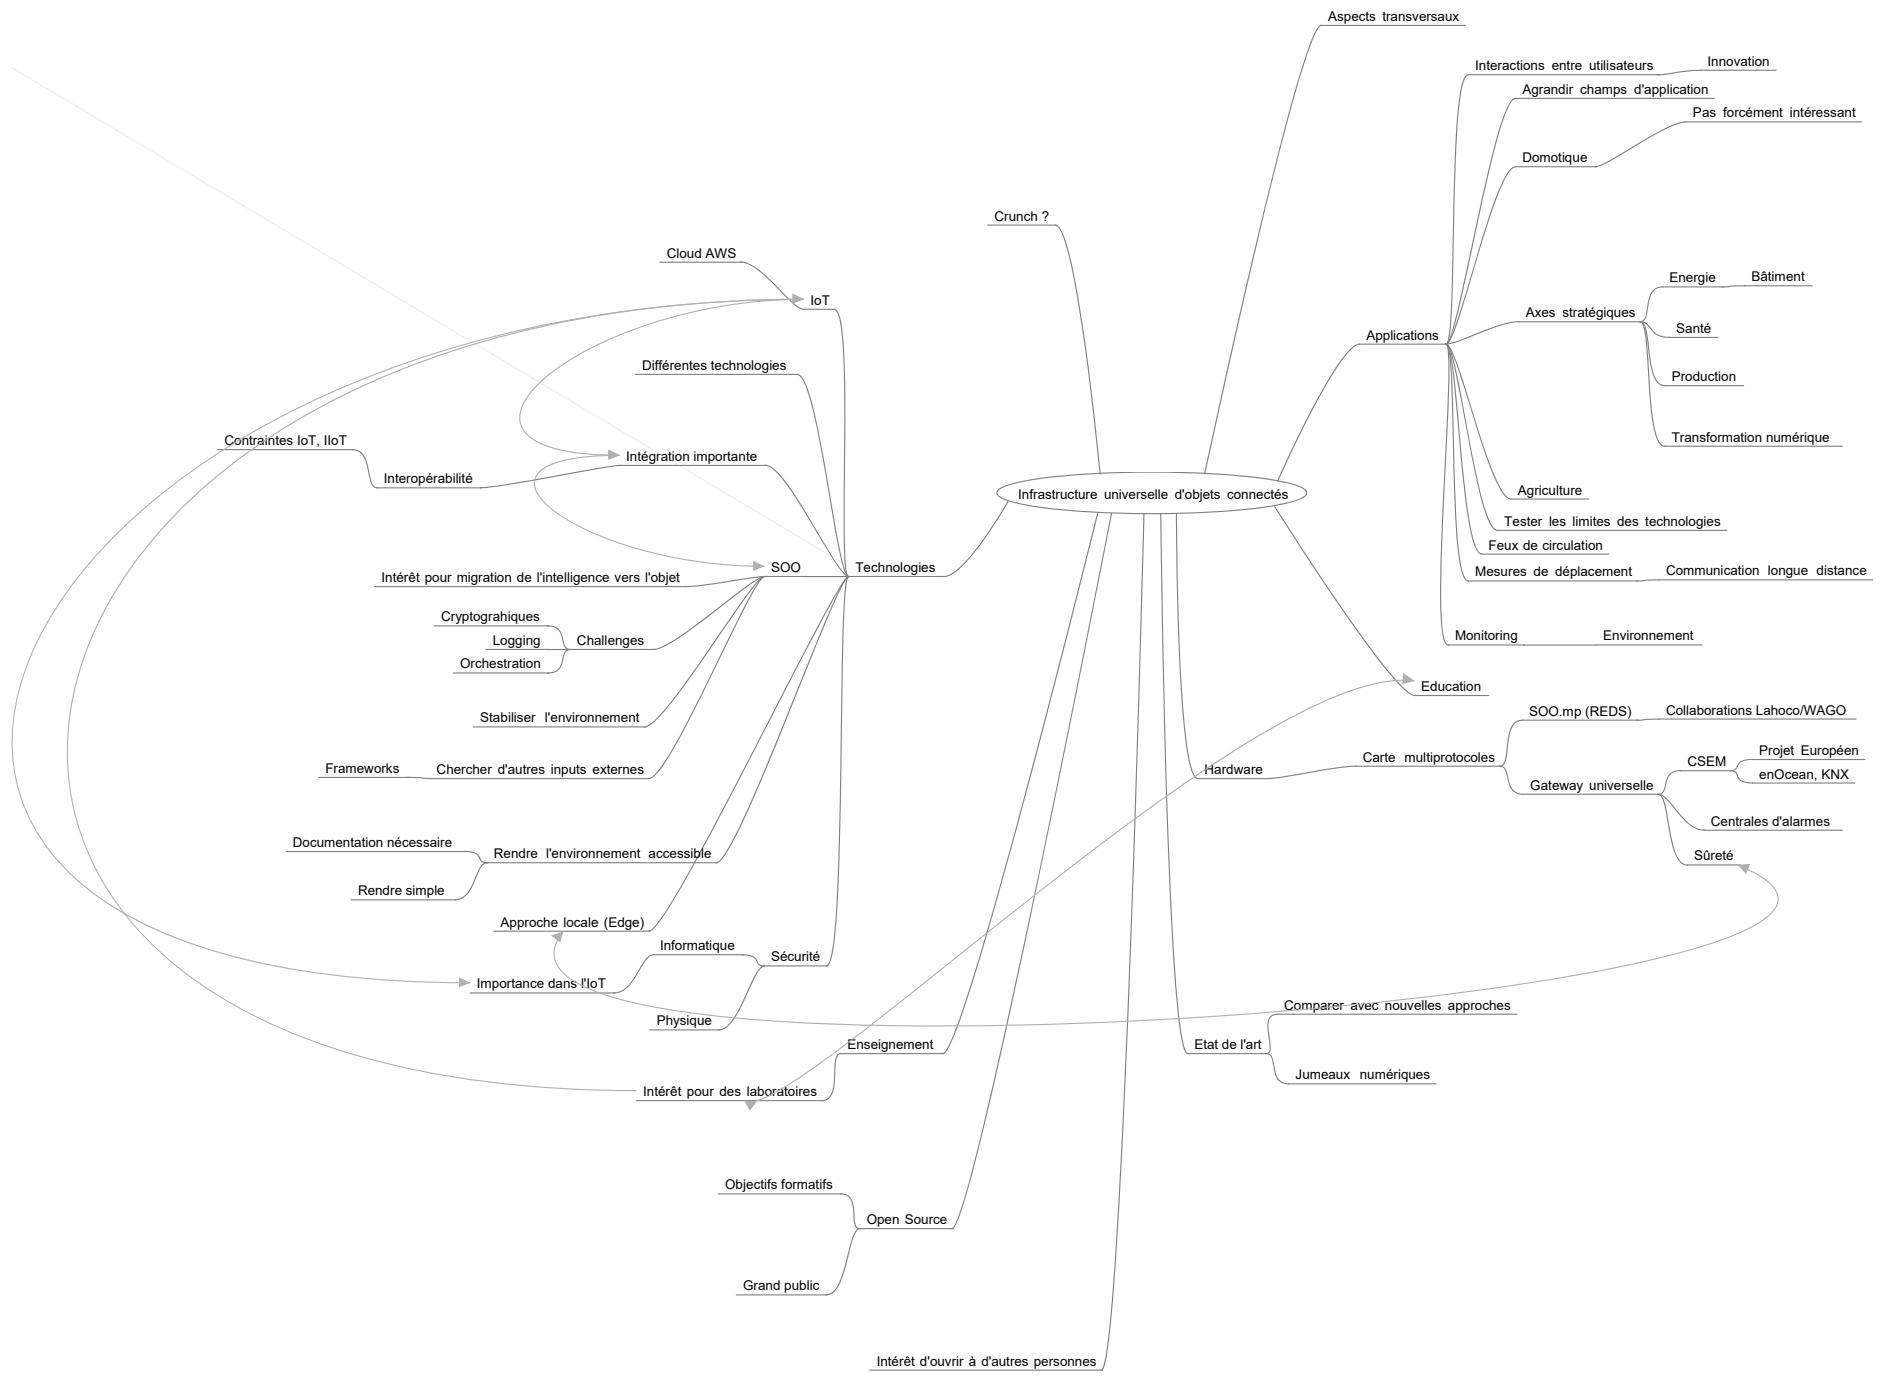 Aspects transversaux
Interactions entre utilisateurs
Innovation
Agrandir champs d'application
Pas forcément intéressant
Domotique
Crunch ?
Cloud AWS
IoT
Energie
Bâtiment
Axes stratégiques
Santé
Applications
Production
Différentes technologies
Transformation numérique
Contraintes IoT, IIoT
Intégration importante
Interopérabilité
Infrastructure universelle d'objets connectés
Agriculture
Tester les limites des technologies
Feux de circulation
Mesures de déplacement
Communication longue distance
SOO
Technologies
Intérêt pour migration de l'intelligence vers l'objet
Cryptograhiques
Logging
Challenges
Orchestration
Monitoring
Environnement
Education
Stabiliser l'environnement
SOO.mp (REDS)
Collaborations Lahoco/WAGO
Carte multiprotocoles
Projet Européen
CSEM
enOcean, KNX
Hardware
Frameworks
Chercher d'autres inputs externes
Gateway universelle
Centrales d'alarmes
Sûreté
Documentation nécessaire
Rendre l'environnement accessible
Rendre simple
Approche locale (Edge)
Informatique
Sécurité
Importance dans l'IoT
Physique
Comparer avec nouvelles approches
Etat de l'art
Jumeaux numériques
Enseignement
Intérêt pour des laboratoires
Objectifs formatifs
Open Source
Grand public
Intérêt d'ouvrir à d'autres personnes